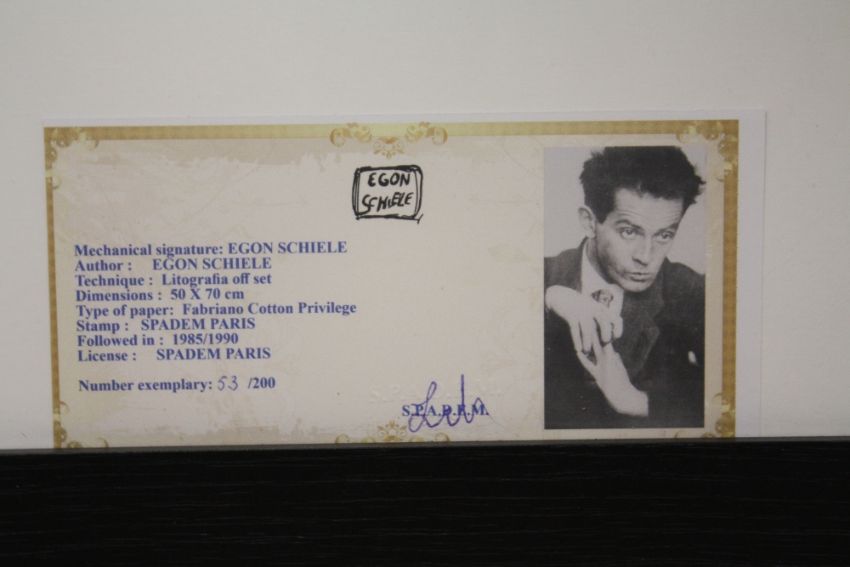 EGON
SCHIELE
Mechanical signature: EGON SCHIELE
Author : EGON SCHIELE
Technique : Litografia off set
Dimensions : 50 X 70 cm
Type of paper: Fabriano Cotton Privilege
Stamp : SPADEM PARIS
Followed in : 1985/1990
License : SPADEM PARIS
Number exemplary: 53 /200
S.P.A.D.E.M.